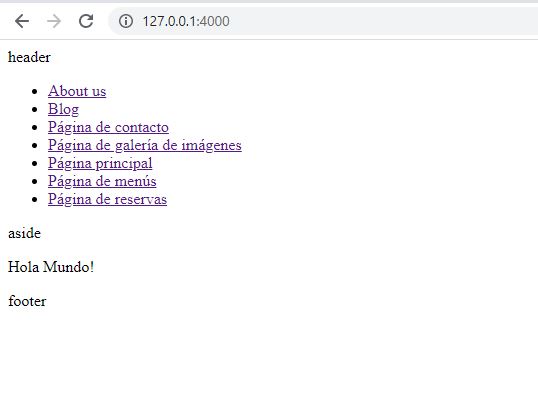 127.0.0.1:4000
header
About us
Blog
Página de contacto
Página de galería de imágenes
Página principal
Página de menús
Página de reservas
aside
Hola Mundo!
footer